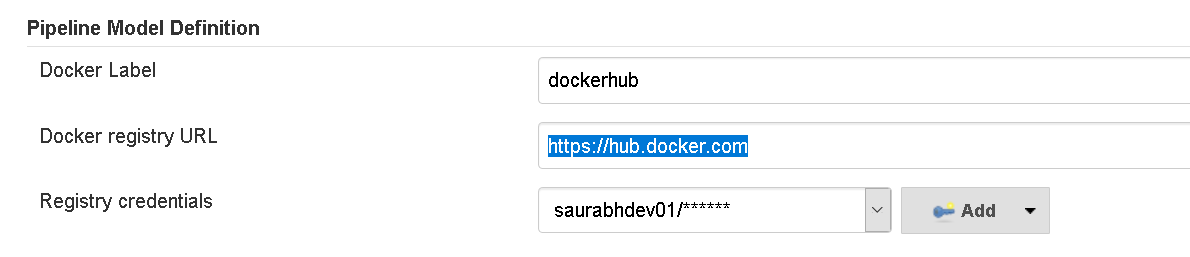 Pipeline Model Definition
Docker Label
dockerhub
Docker registry URL
https://hub.docker.com
Registry credentials
saurabhdev01/******
Add